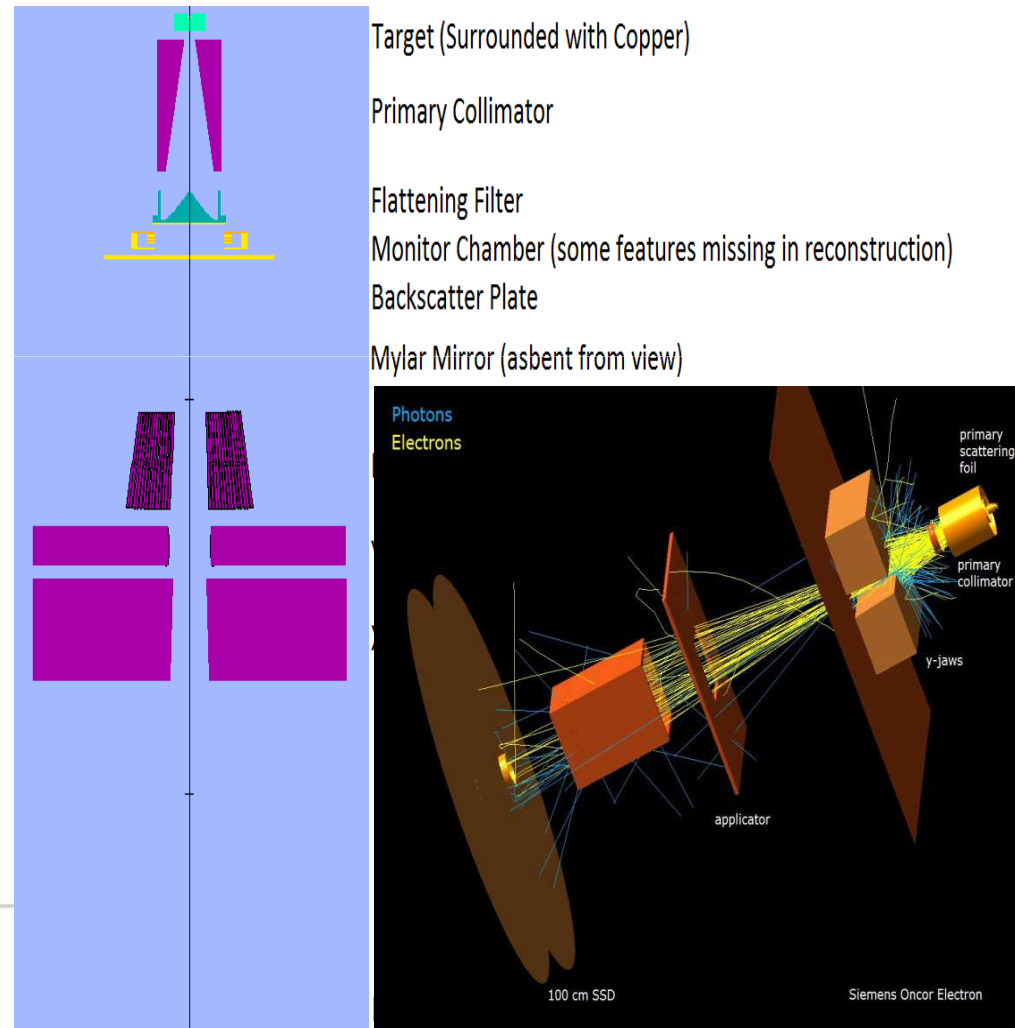 Target (Surrounded with Copper)
Primary Collimator
Flattening Filter
Monitor Chamber (some features missing in reconstruction)
Backscatter Plate
Mylar Mirror (asbent from view)
Photons
Electrons
primary
scattering
foil
primary
collimator
y-jaws
applicator
100 cm SSD
Siemens Oncor Electron